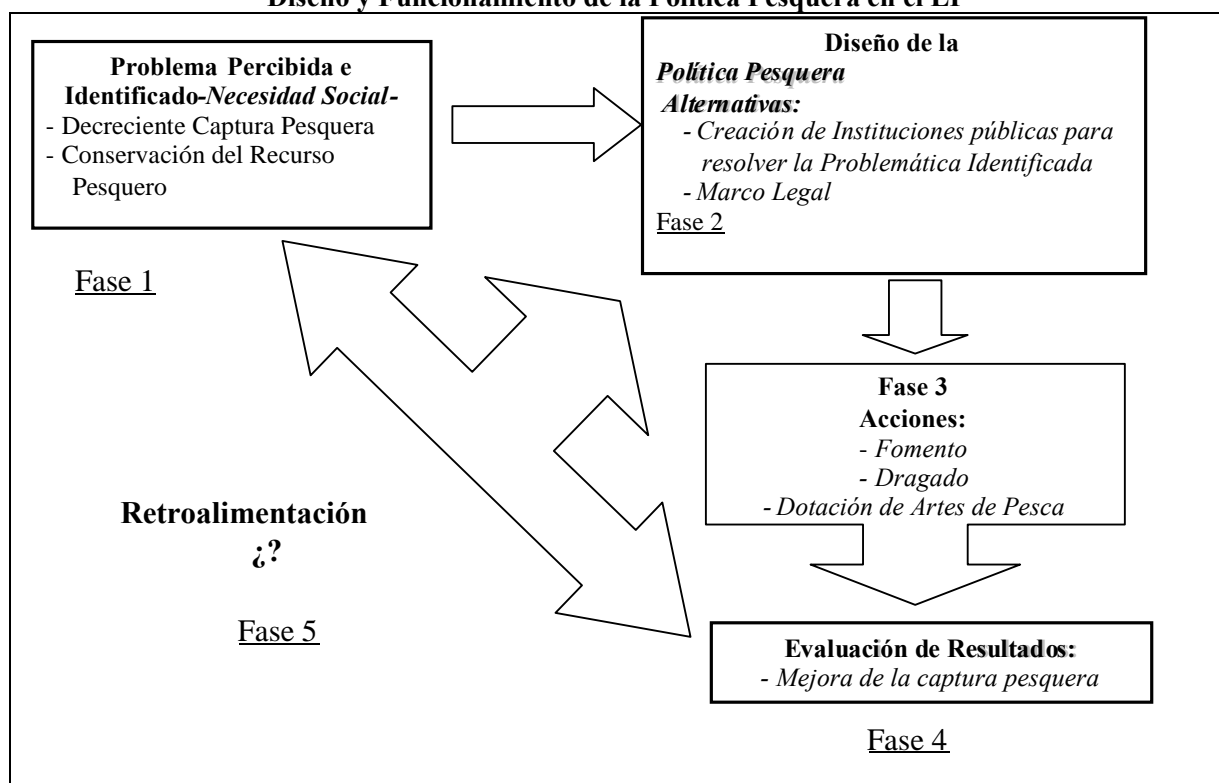 Diseño y Funcionamiento de la Política Pesquera en el EP
Problema Percibida e
Identificado-Necesidad Social-
- Decreciente Captura Pesquera
- Conservación del Recurso
Pesquero
Fase 1
Diseño de la
Política Pesquera
Alternativas:
- Creación de Instituciones públicas para
resolver la Problemática Identificada
- Marco Legal
Fase 2
Fase 3
Acciones:
- Fomento
- Dragado
- Dotación de Artes de Pesca
Evaluación de Resultados:
- Mejora de la captura pesquera
Fase 4
Retroalimentación
¿?
Fase 5